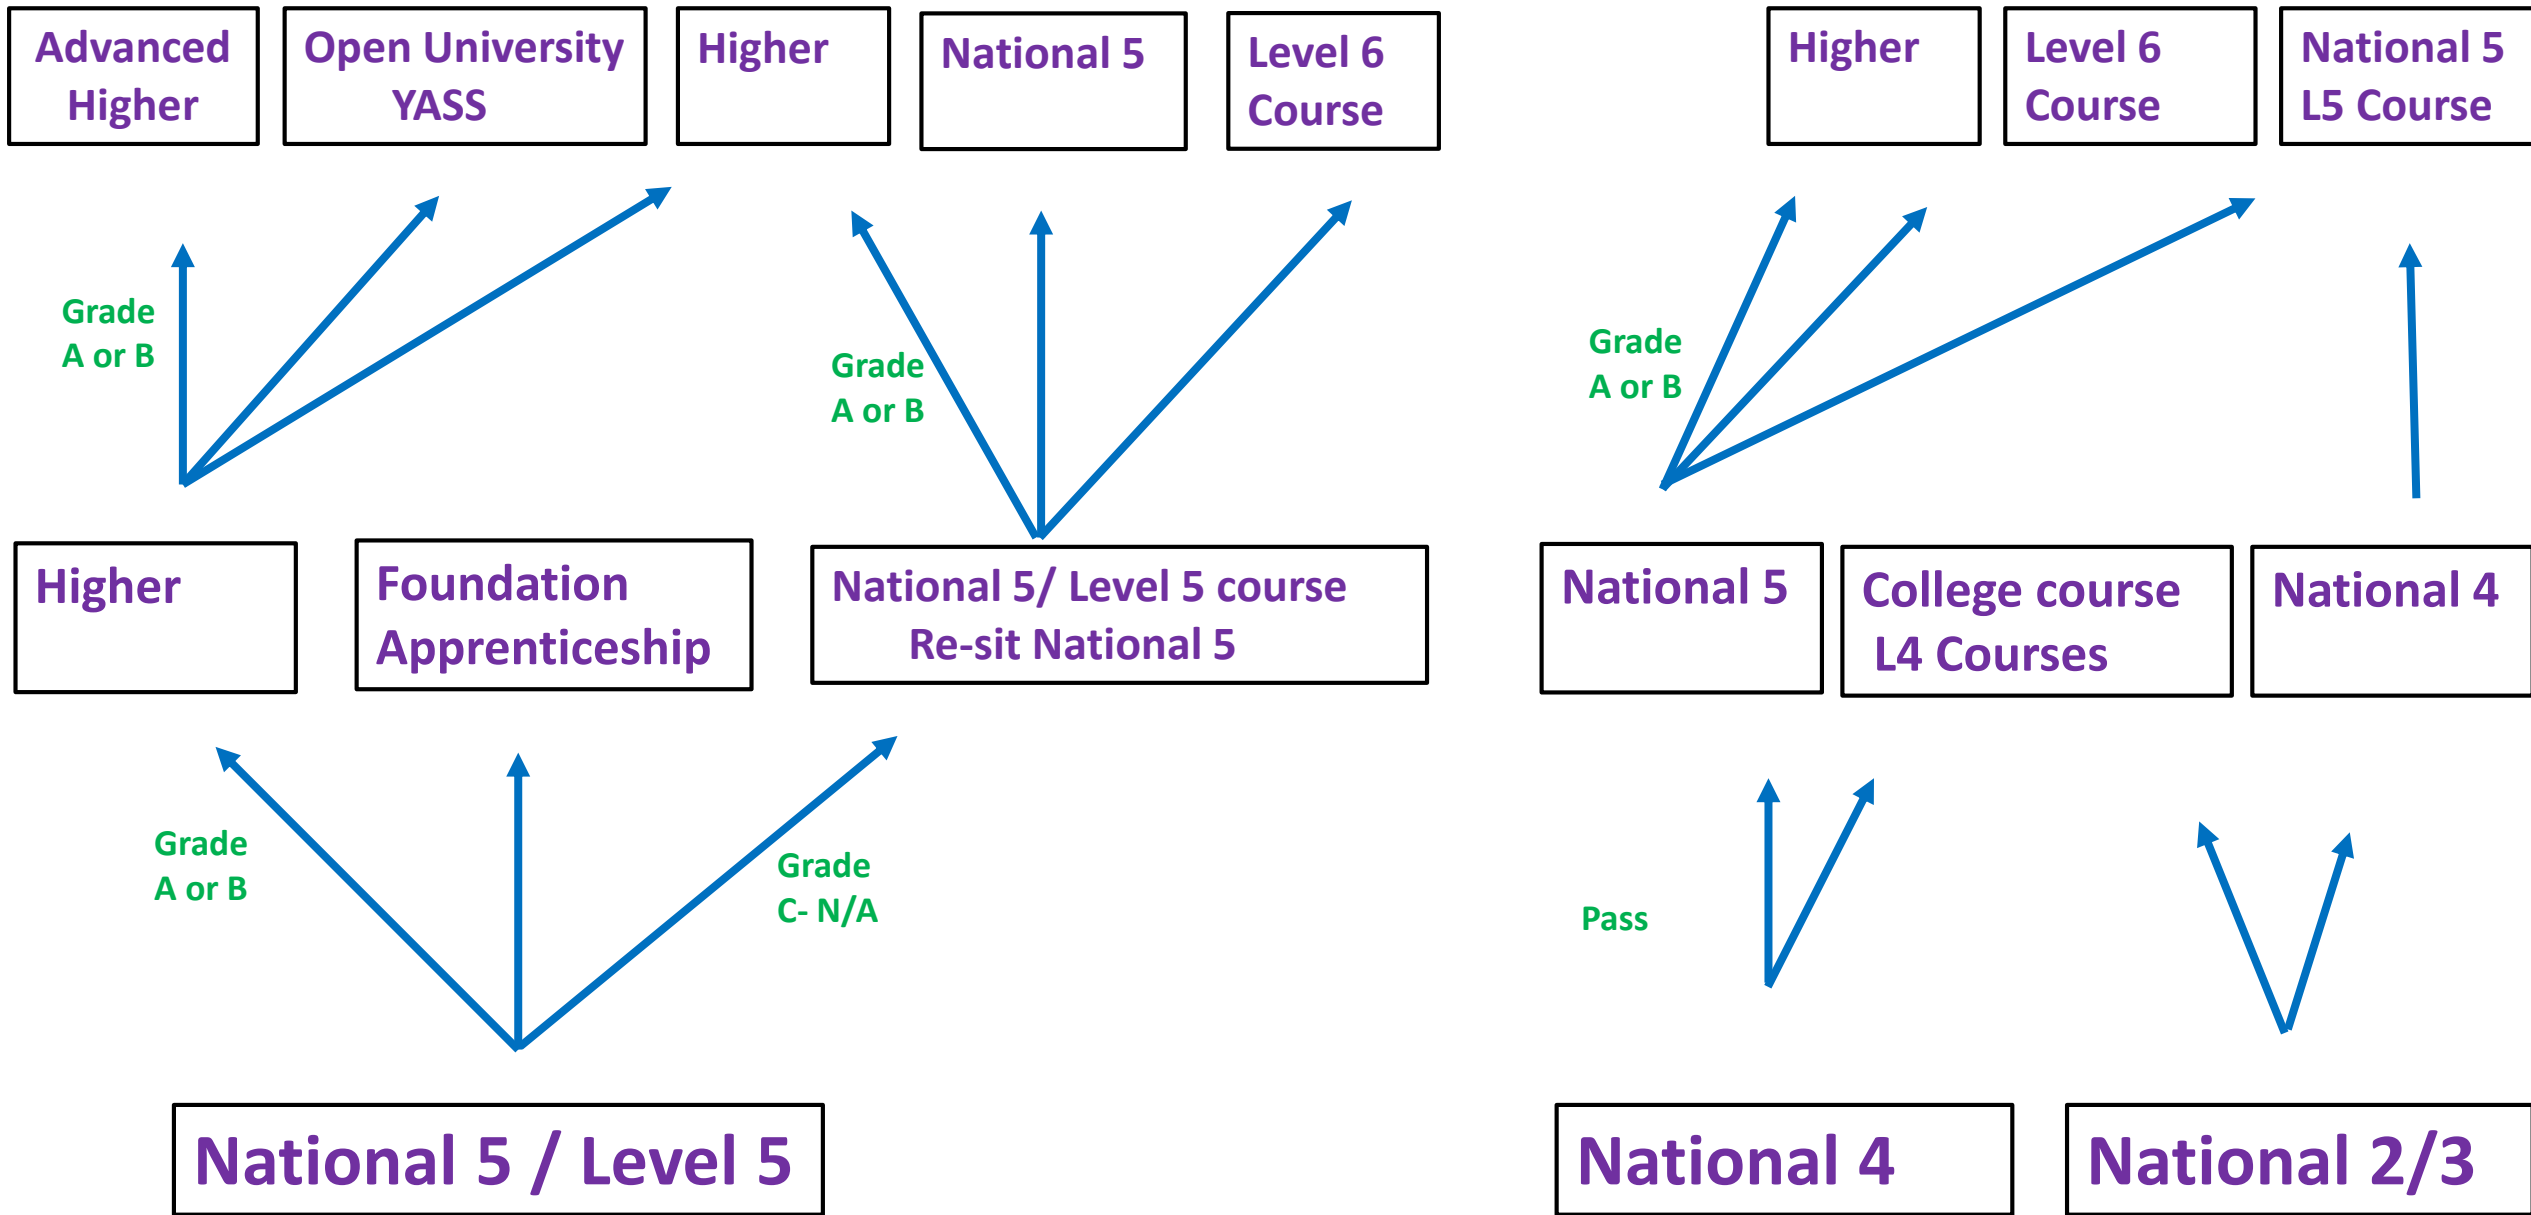 Advanced
Higher
Open University
YASS
Higher
National 5
Level 6
Course
Higher
Level 6
Course
National 5
L5 Course
Grade
A or B
Grade
A or B
Grade
A or B
Higher
Foundation
Apprenticeship
National 5/ Level 5 course
Re-sit National 5
National 5
College course
L4 Courses
National 4
Grade
A or B
Grade
C- N/A
Pass
National 5 / Level 5
National 4
National 2/3